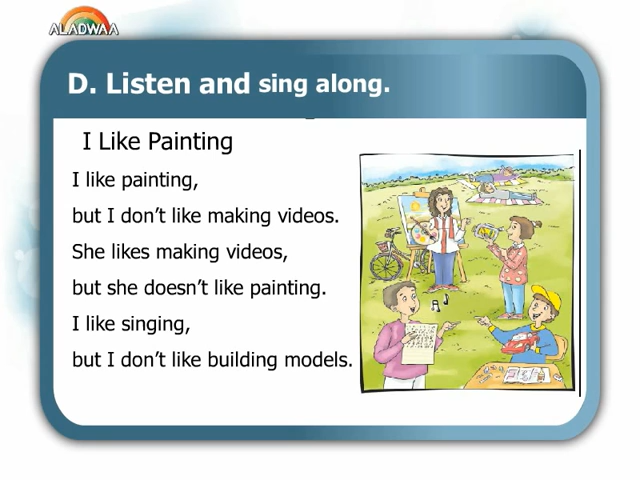 ALADWAA
D. Listen and sing along.
I Like Painting
I like painting,
but I don't like making videos.
She likes making videos,
but she doesn't like painting.
I like singing,
but I don't like building models.